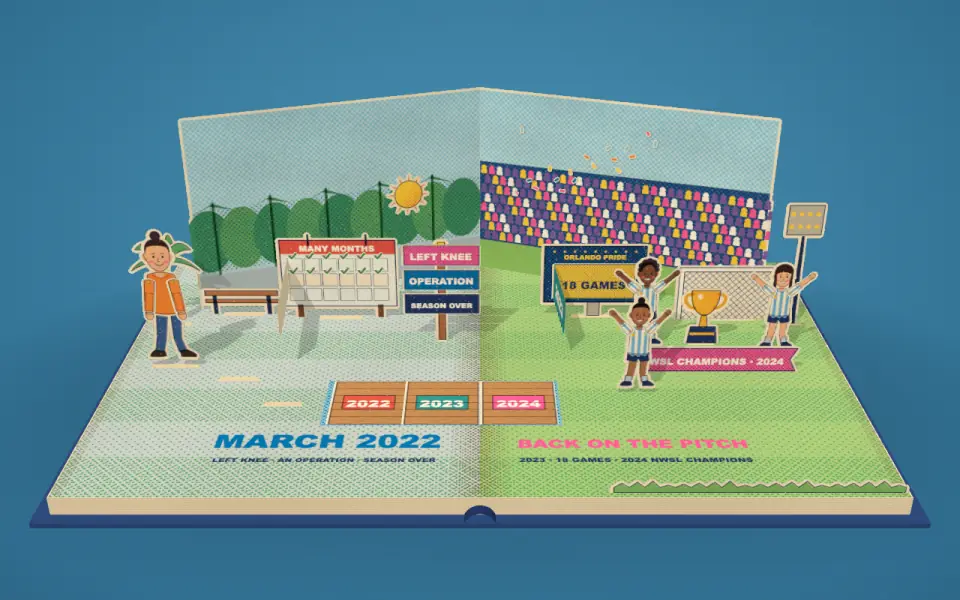 MANY MONTHS
LEFT KNEE
OPERATION
SEASON OVER
ORLANDO PRIDE
18 GAMES
NWSL CHAMPIONS · 2024
2022
2023
2024
MARCH 2022
LEFT KNEE · AN OPERATION · SEASON OVER
BACK ON THE PITCH
2023 · 18 GAMES · 2024 NWSL CHAMPIONS